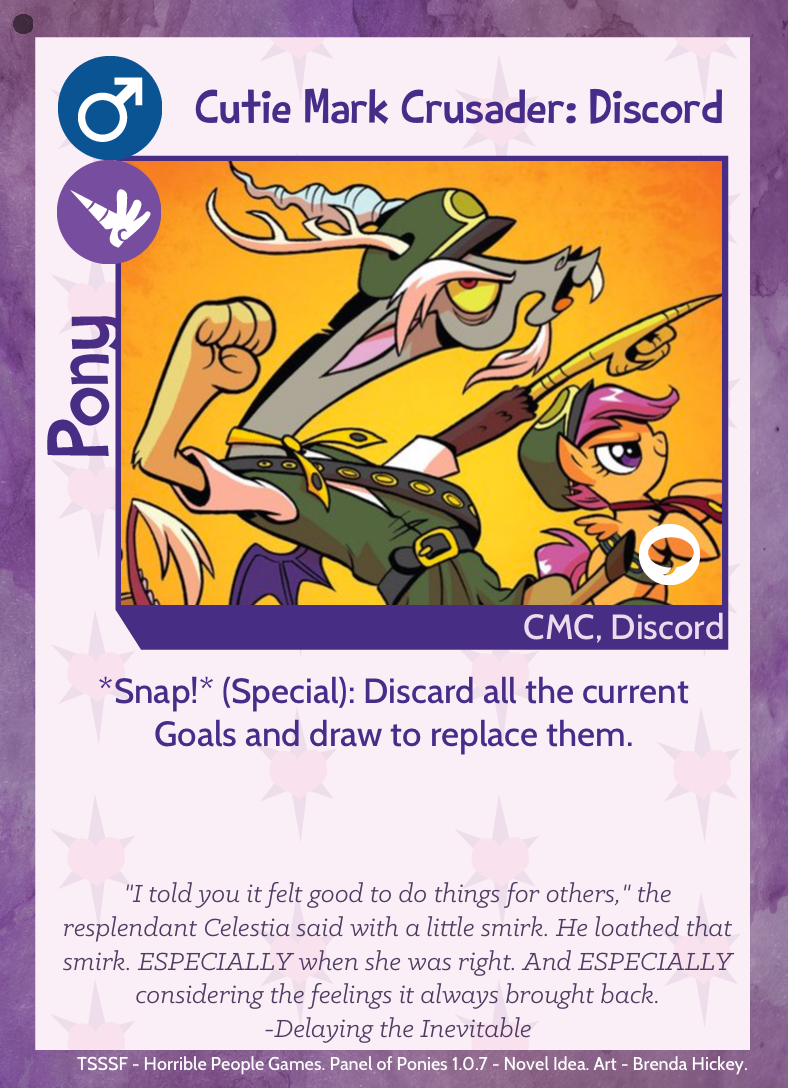 Cutie Mark Crusader: Discord
Pony
CMC, Discord
*Snap!* (Special): Discard all the current
Goals and draw to replace them.
"I told you it felt good to do things for others," the
resplendant Celestia said with a little smirk. He loathed that
smirk. ESPECIALLY when she was right. And ESPECIALLY
considering the feelings it always brought back.
-Delaying the Inevitable
TSSSF - Horrible People Games. Panel of Ponies 1.0.7 - Novel Idea. Art - Brenda Hickey.